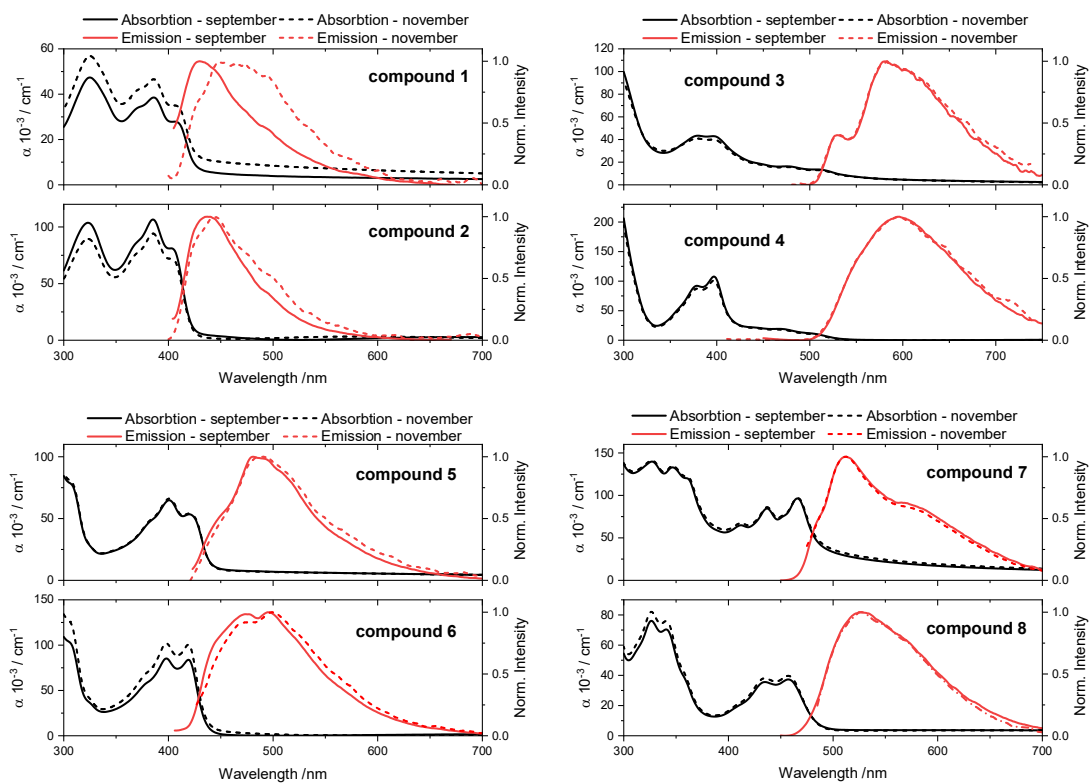 Absorbtion - september Absorbtion - november
Emission - september Emission - november
60
40
20
0
α 10⁻³ / cm⁻¹
compound 1
1.0
0.5
0.0
Norm. Intensity
100
50
0
α 10⁻³ / cm⁻¹
compound 2
1.0
0.5
0.0
Norm. Intensity
300 400 500 600 700
Wavelength /nm
Absorbtion - september Absorbtion - november
Emission - september Emission - november
120
100
80
60
40
20
0
α 10⁻³ / cm⁻¹
compound 3
1.0
0.5
0.0
Norm. Intensity
200
150
100
50
0
α 10⁻³ / cm⁻¹
compound 4
1.0
0.5
0.0
Norm. Intensity
300 400 500 600 700
Wavelength /nm
Absorbtion - september Absorbtion - november
Emission - september Emission - november
100
50
0
α 10⁻³ / cm⁻¹
compound 5
1.0
0.5
0.0
Norm. Intensity
150
100
50
0
α 10⁻³ / cm⁻¹
compound 6
1.0
0.5
0.0
Norm. Intensity
300 400 500 600 700
Wavelength /nm
Absorbtion - september Absorbtion - november
Emission - september Emission - november
150
100
50
0
α 10⁻³ / cm⁻¹
compound 7
1.0
0.5
0.0
Norm. Intensity
80
60
40
20
0
α 10⁻³ / cm⁻¹
compound 8
1.0
0.5
0.0
Norm. Intensity
300 400 500 600 700
Wavelength /nm